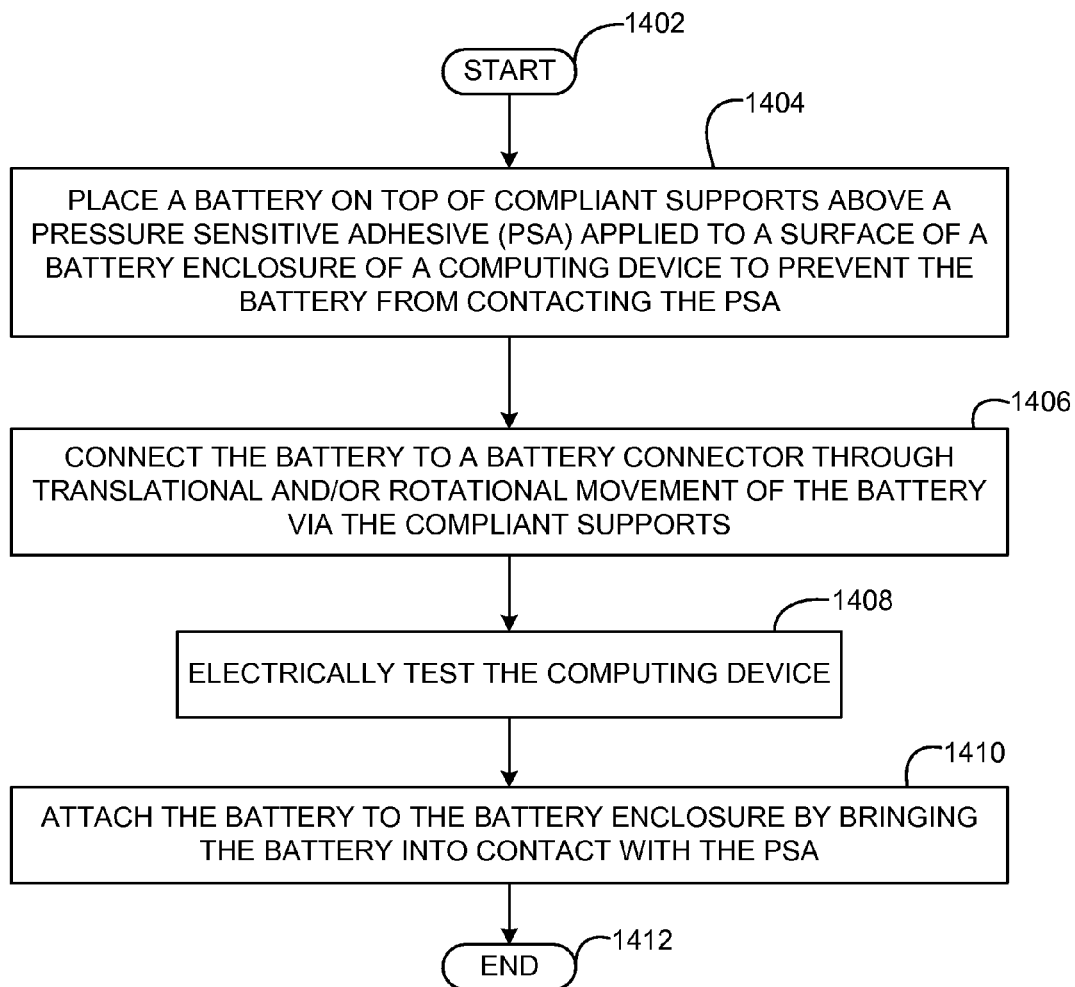 1402
START
1404
PLACE A BATTERY ON TOP OF COMPLIANT SUPPORTS ABOVE A
PRESSURE SENSITIVE ADHESIVE (PSA) APPLIED TO A SURFACE OF A
BATTERY ENCLOSURE OF A COMPUTING DEVICE TO PREVENT THE
BATTERY FROM CONTACTING THE PSA
1406
CONNECT THE BATTERY TO A BATTERY CONNECTOR THROUGH
TRANSLATIONAL AND/OR ROTATIONAL MOVEMENT OF THE BATTERY
VIA THE COMPLIANT SUPPORTS
1408
ELECTRICALLY TEST THE COMPUTING DEVICE
1410
ATTACH THE BATTERY TO THE BATTERY ENCLOSURE BY BRINGING
THE BATTERY INTO CONTACT WITH THE PSA
1412
END